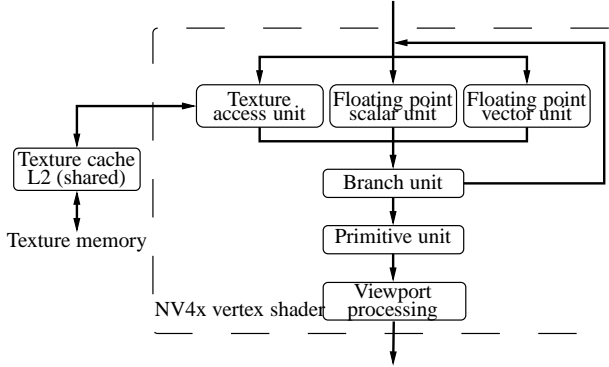 Texture
access unit
Floating point
scalar unit
Floating point
vector unit
Texture cache
L2 (shared)
Branch unit
Texture memory
Primitive unit
Viewport
processing
NV4x vertex shader